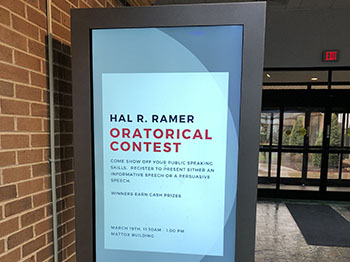 EXIT
HAL R. RAMER
ORATORICAL
CONTEST
COME SHOW OFF YOUR PUBLIC SPEAKING
SKILLS. REGISTER TO PRESENT EITHER AN
INFORMATIVE SPEECH OR A PERSUASIVE
SPEECH.
WINNERS EARN CASH PRIZES.
MARCH 19TH, 11:30AM - 1:00 PM
MATTOX BUILDING